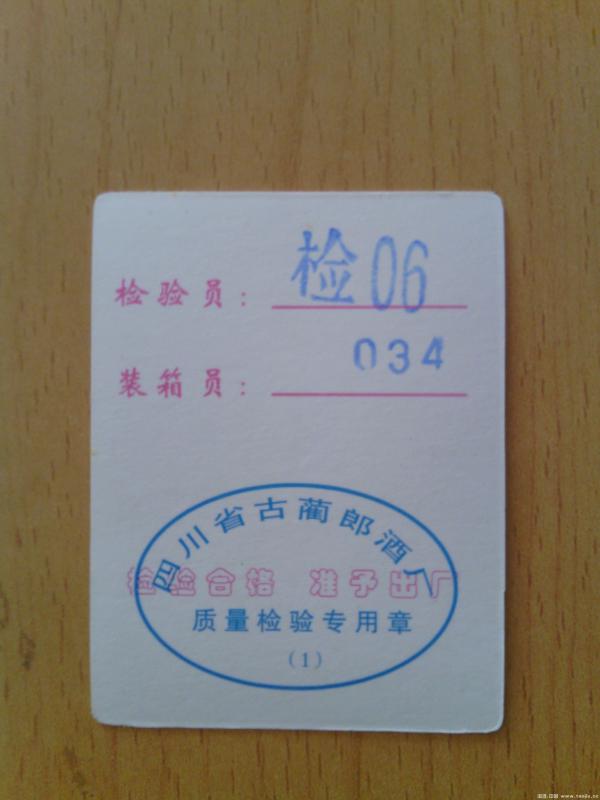 检验员：检06
装箱员：034
四川省古蔺郎酒厂
检验合格 准予出厂
质量检验专用章
(1)